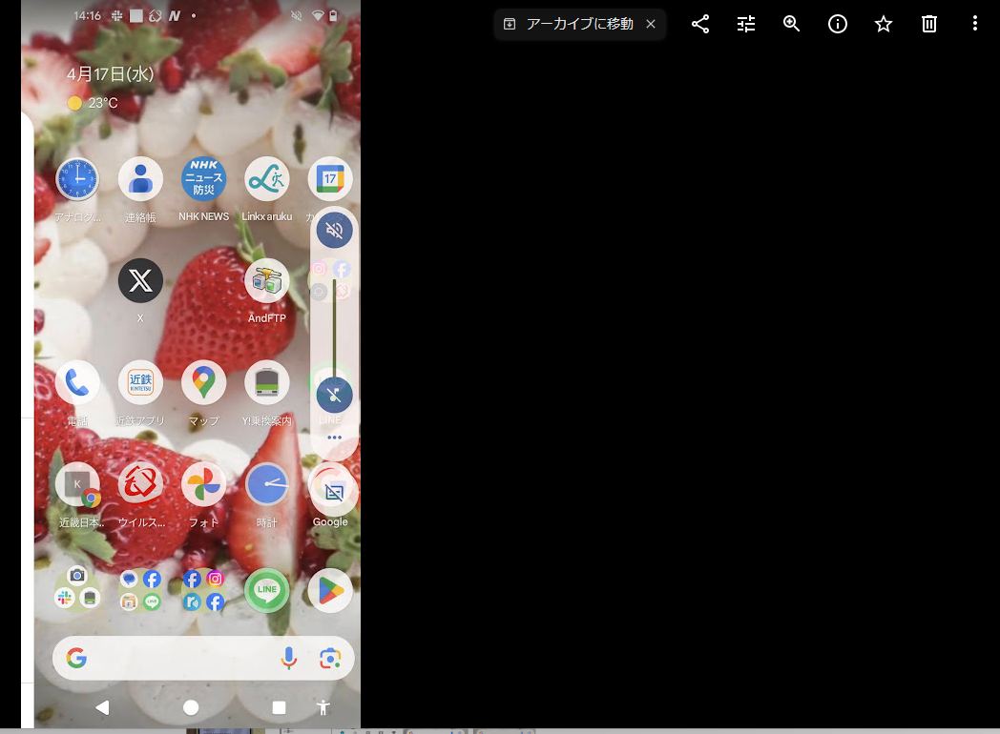 14:16
アーカイブに移動
4月17日(水)
23°C
NHK
ニュース
防災
17
アナログ...
連絡帳
NHK NEWS
Linkx aruku
X
AndFTP
近鉄
KINTETSU
電話
近鉄アプリ
マップ
Y!乗換案内
LINE
K
近畿日本..
ウイルス...
フォト
時計
Google
LINE